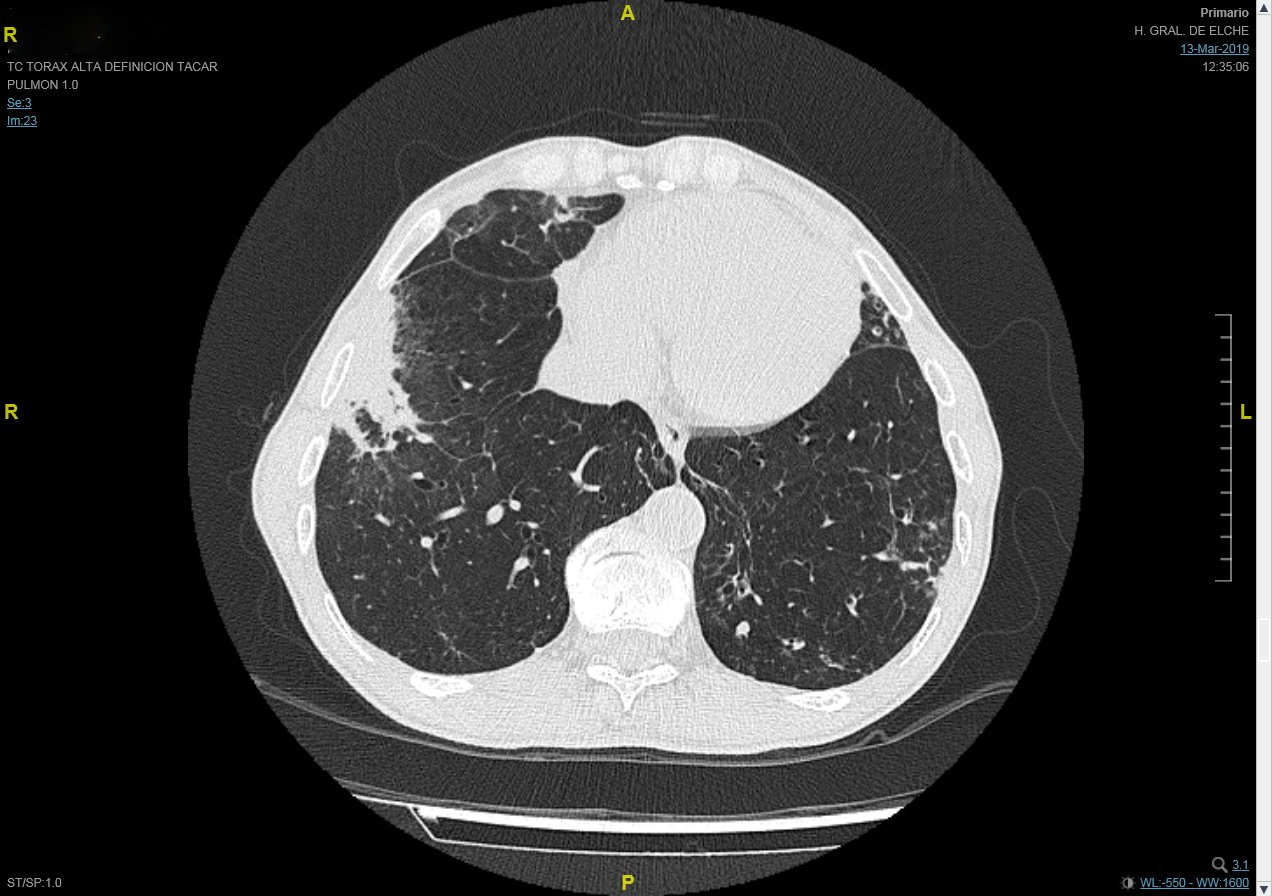 A
R
Primario
H. GRAL. DE ELCHE
13-Mar-2019
12:35:06
TC TORAX ALTA DEFINICION TACAR
PULMON 1.0
Se:3
Im:23
R
L
3.1
ST/SP:1.0
P
WL:-550 - WW:1600